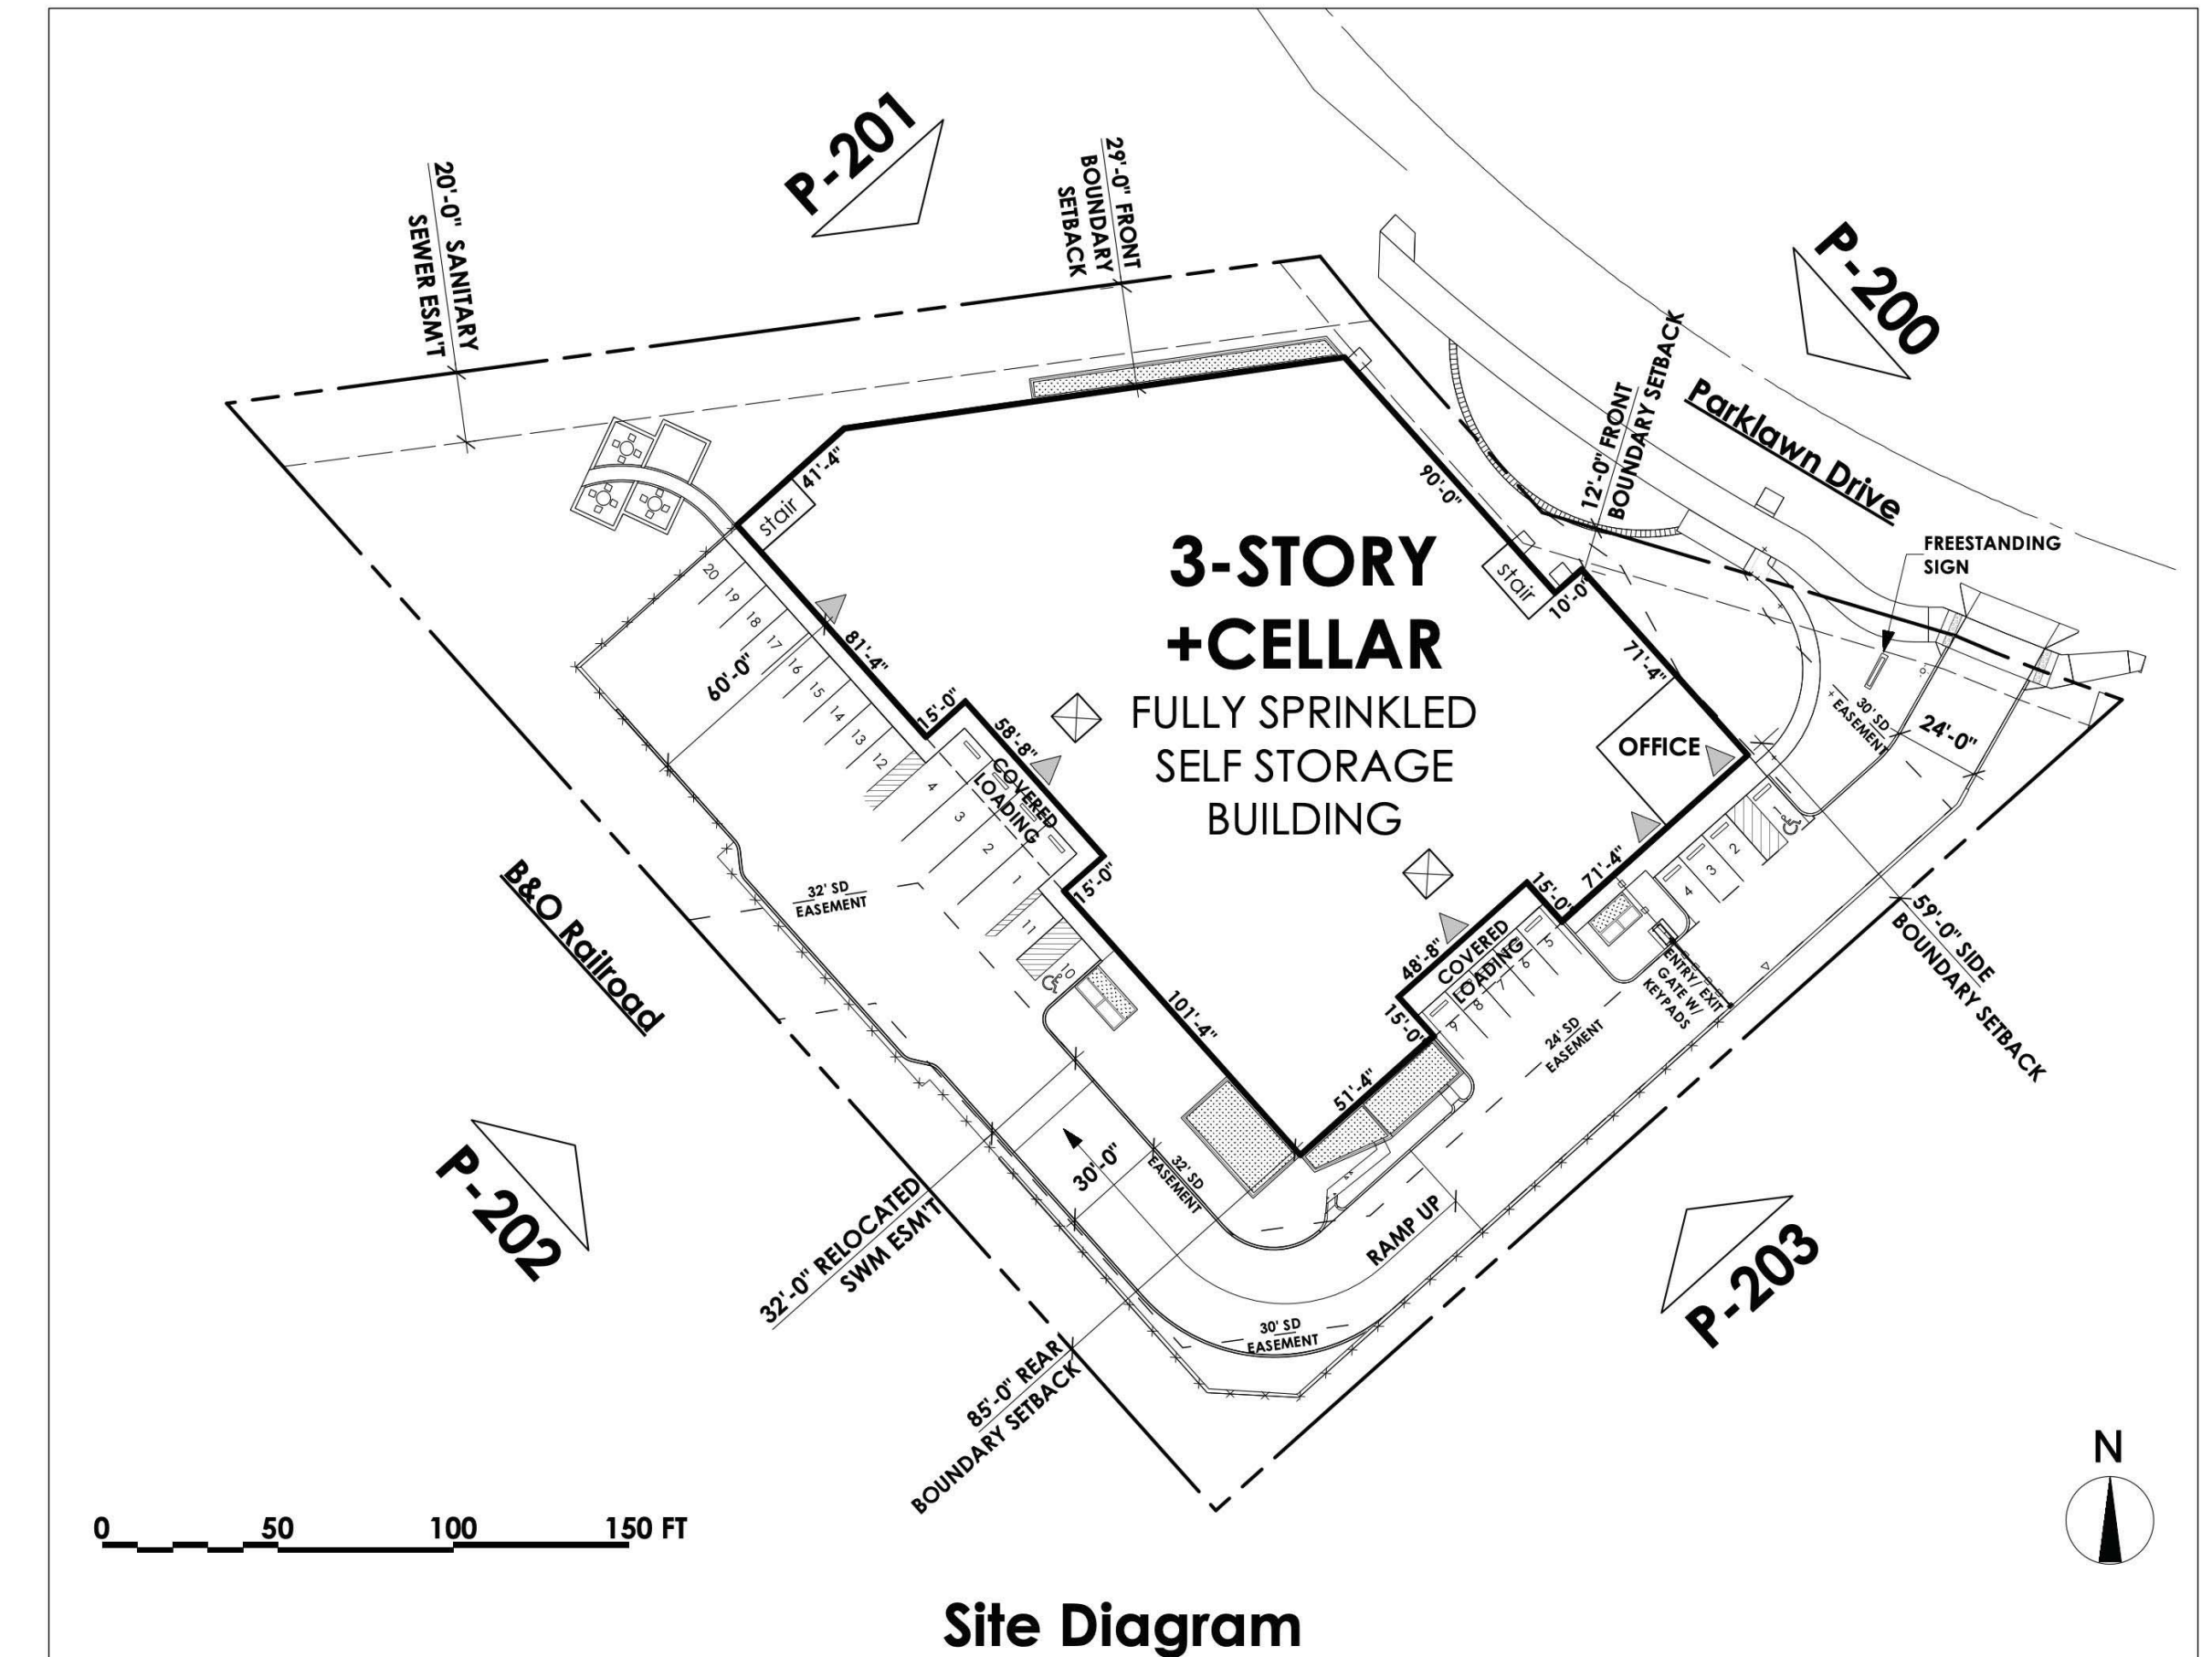 P-201
29'-0" FRONT
BOUNDARY
SETBACK
20'-0" SANITARY
SEWER ESM'T
P-200
12'-0" FRONT
BOUNDARY SETBACK
Parklawn Drive
FREESTANDING
SIGN
41'-4"
stair
90'-0"
stair
10'-0"
3-STORY
+CELLAR
FULLY SPRINKLED
SELF STORAGE
BUILDING
71'-4"
OFFICE
30' SD
EASEMENT
24'-0"
20
19
18
17
16
15
14
13
12
60'-0"
81'-4"
15'-0"
58'-8"
COVERED
LOADING
4
3
2
1
15'-0"
11
10
32' SD
EASEMENT
B&O Railroad
1
2
3
4
71'-4"
15'-0"
48'-8"
COVERED
LOADING
5
6
7
8
9
15'-0"
ENTRY/ EXIT
GATE W/
KEYPADS
59'-0" SIDE
BOUNDARY SETBACK
24' SD
EASEMENT
101'-4"
51'-4"
32' SD
EASEMENT
30'-0"
RAMP UP
30' SD
EASEMENT
P-202
32'-0" RELOCATED
SWM ESM'T
85'-0" REAR
BOUNDARY SETBACK
P-203
N
0 50 100 150 FT
Site Diagram